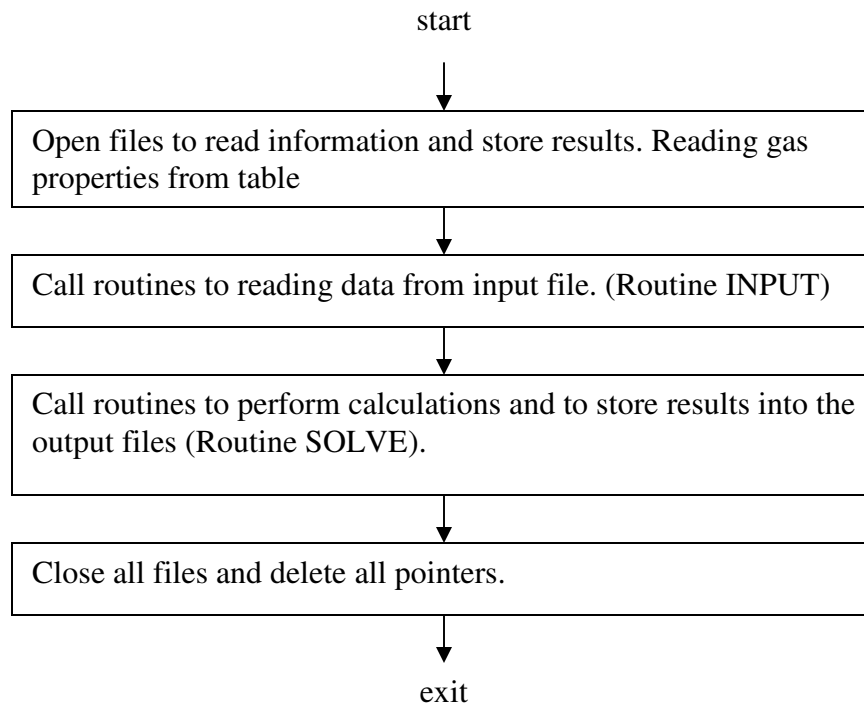 start
Open files to read information and store results. Reading gas
properties from table
Call routines to reading data from input file. (Routine INPUT)
Call routines to perform calculations and to store results into the
output files (Routine SOLVE).
Close all files and delete all pointers.
exit